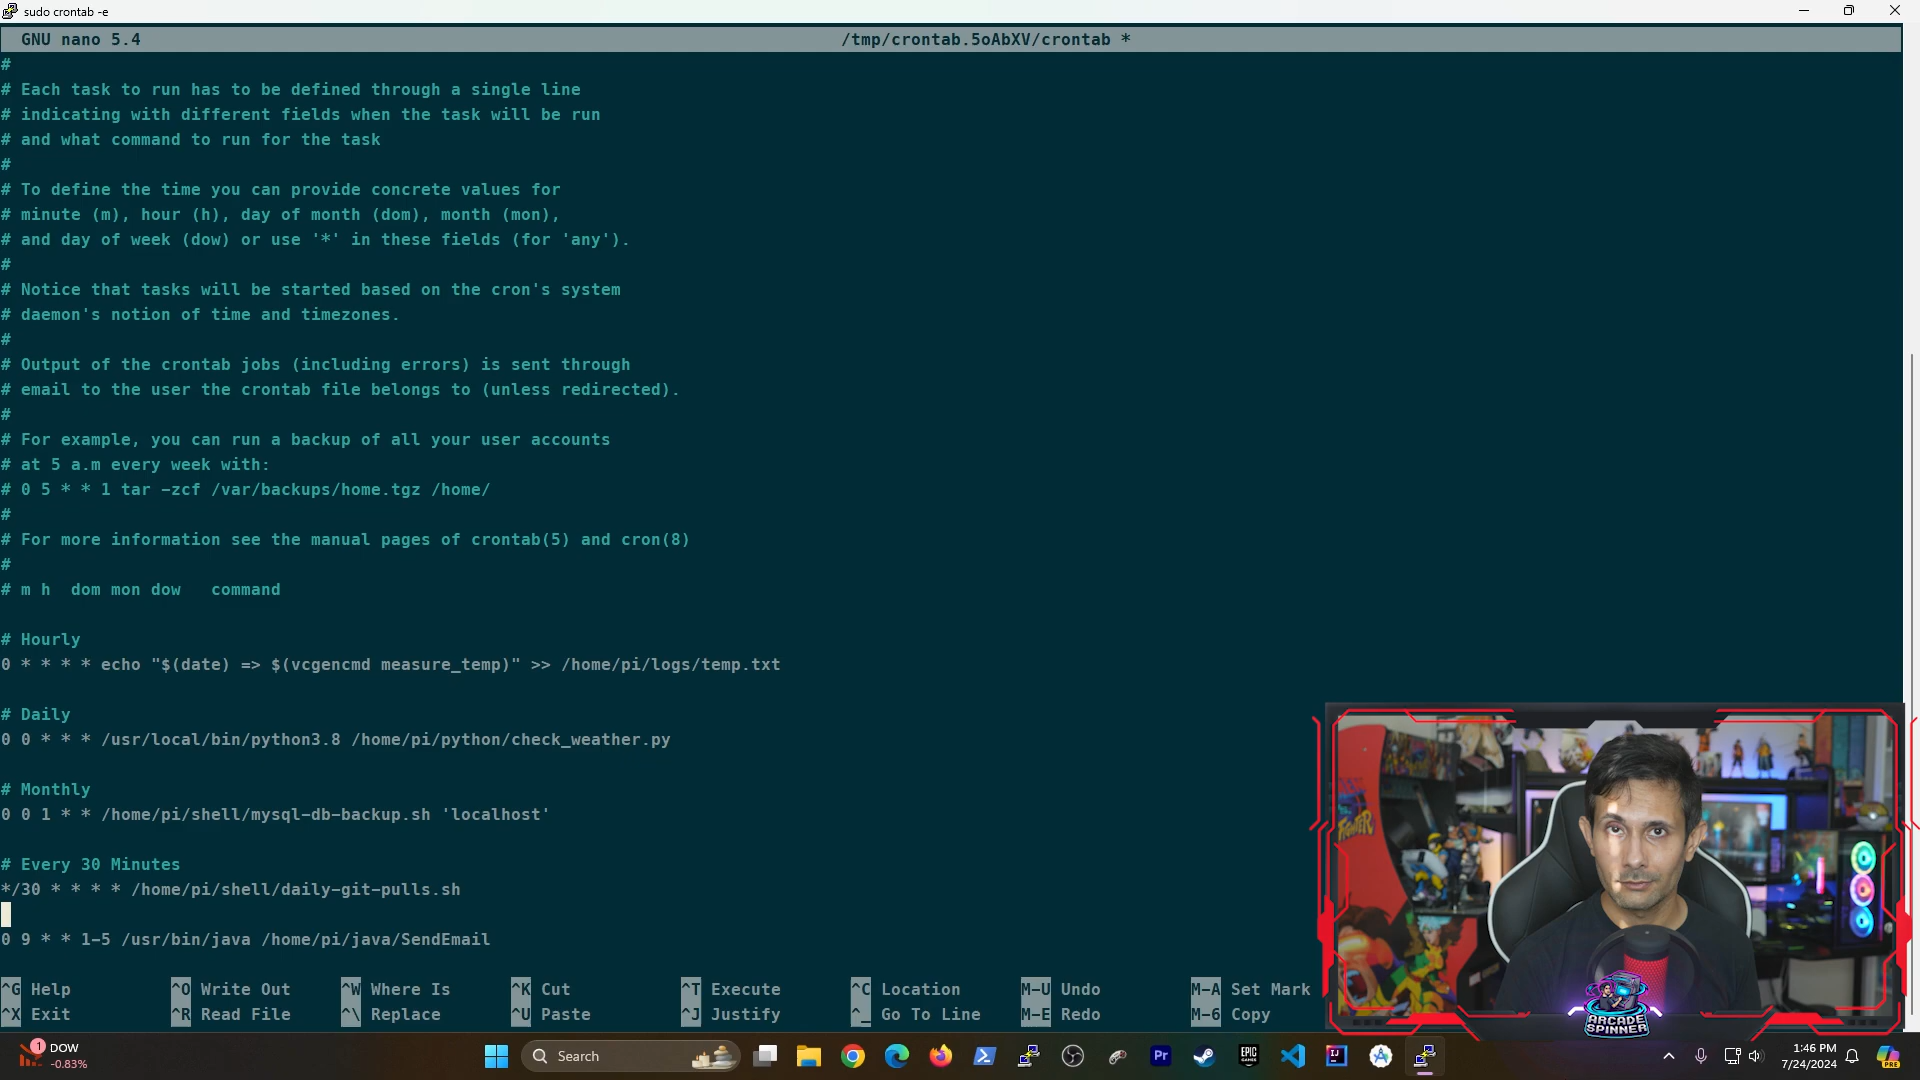 sudo crontab -e
GNU nano 5.4
/tmp/crontab.5oAbXV/crontab *
#
# Each task to run has to be defined through a single line
# indicating with different fields when the task will be run
# and what command to run for the task
#
# To define the time you can provide concrete values for
# minute (m), hour (h), day of month (dom), month (mon),
# and day of week (dow) or use '*' in these fields (for 'any').
#
# Notice that tasks will be started based on the cron's system
# daemon's notion of time and timezones.
#
# Output of the crontab jobs (including errors) is sent through
# email to the user the crontab file belongs to (unless redirected).
#
# For example, you can run a backup of all your user accounts
# at 5 a.m every week with:
# 0 5 * * 1 tar -zcf /var/backups/home.tgz /home/
#
# For more information see the manual pages of crontab(5) and cron(8)
#
# m h  dom mon dow   command
# Hourly
0 * * * * echo "$(date) => $(vcgencmd measure_temp)" >> /home/pi/logs/temp.txt
# Daily
0 0 * * * /usr/local/bin/python3.8 /home/pi/python/check_weather.py
# Monthly
0 0 1 * * /home/pi/shell/mysql-db-backup.sh 'localhost'
# Every 30 Minutes
*/30 * * * * /home/pi/shell/daily-git-pulls.sh
0 9 * * 1-5 /usr/bin/java /home/pi/java/SendEmail
^G Help ^O Write Out ^W Where Is ^K Cut ^T Execute ^C Location M-U Undo M-A Set Mark
^X Exit ^R Read File ^\ Replace ^U Paste ^J Justify ^_ Go To Line M-E Redo M-6 Copy
FIGHTER
ARCADE
SPINNER
1
DOW
-0.83%
Search
Pr
EPIC
GAMES
IJ
1:46 PM
7/24/2024
PRE